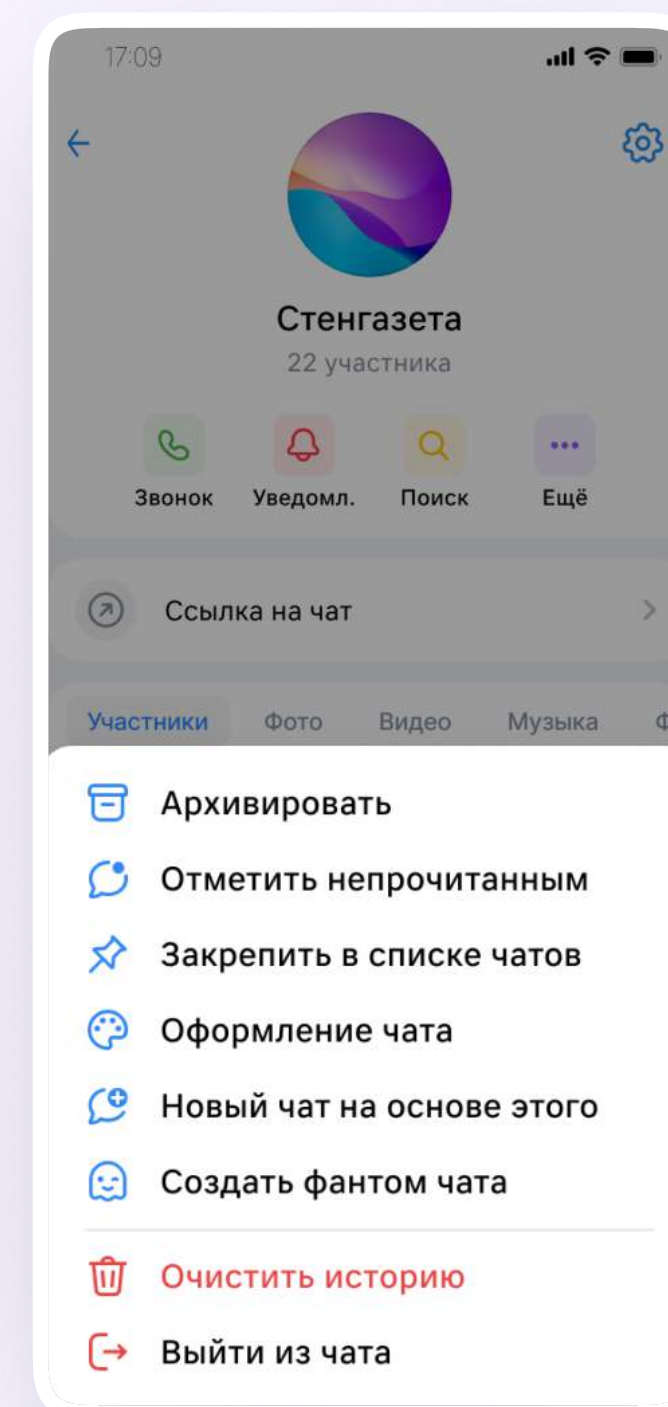 17:09
Стенгазета
22 участника
Звонок Уведомл. Поиск Ещё
Ссылка на чат
Участники Фото Видео Музыка
Архивировать
Отметить непрочитанным
Закрепить в списке чатов
Оформление чата
Новый чат на основе этого
Создать фантом чата
Очистить историю
Выйти из чата